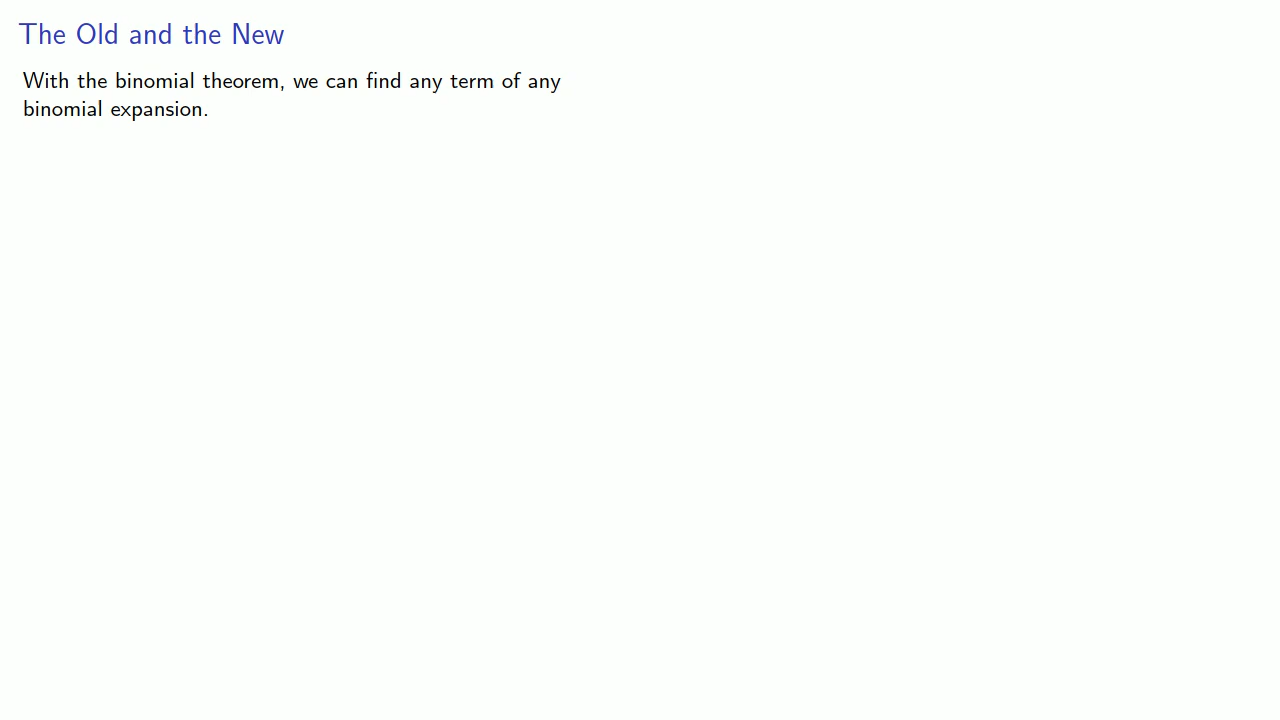 The Old and the New
With the binomial theorem, we can find any term of any
binomial expansion.